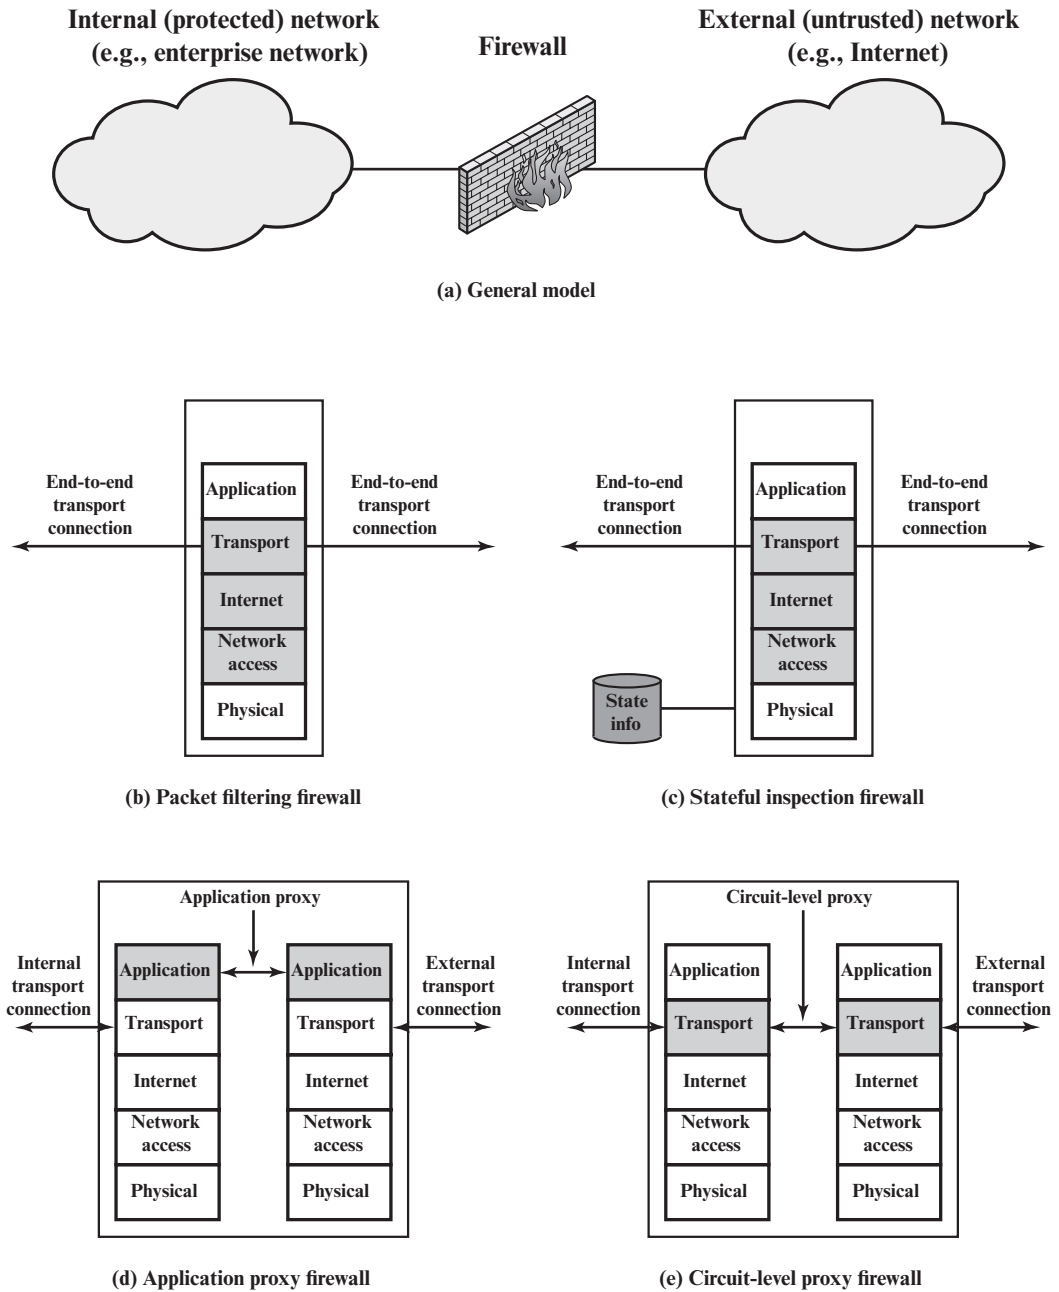 Internal (protected) network
(e.g., enterprise network)
Firewall
External (untrusted) network
(e.g., Internet)
(a) General model
End-to-end
transport
connection
Application
Transport
Internet
Network
access
Physical
End-to-end
transport
connection
(b) Packet filtering firewall
End-to-end
transport
connection
Application
Transport
Internet
Network
access
Physical
End-to-end
transport
connection
State
info
(c) Stateful inspection firewall
Application proxy
Internal
transport
connection
Application
Transport
Internet
Network
access
Physical
Application
Transport
Internet
Network
access
Physical
External
transport
connection
(d) Application proxy firewall
Circuit-level proxy
Internal
transport
connection
Application
Transport
Internet
Network
access
Physical
Application
Transport
Internet
Network
access
Physical
External
transport
connection
(e) Circuit-level proxy firewall